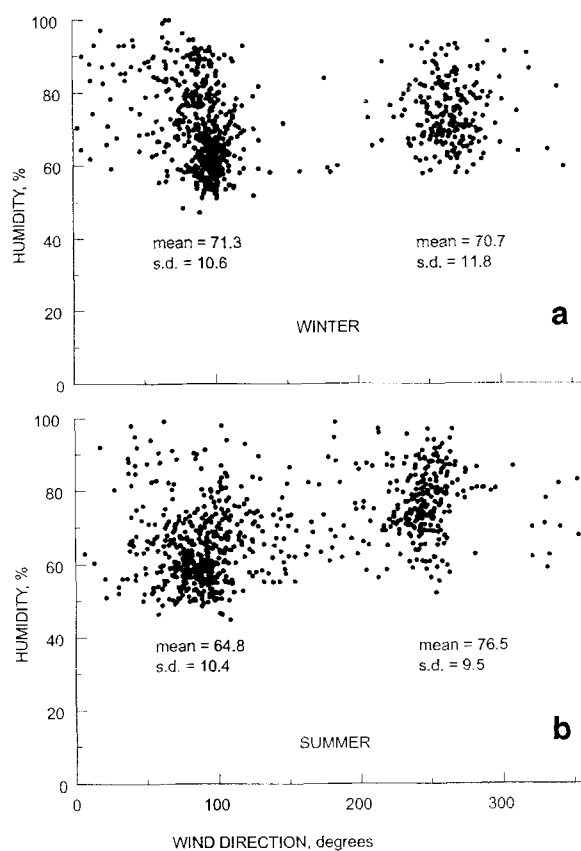 100
80
60
40
20
0
HUMIDITY, %
mean = 71.3
s.d. = 10.6
mean = 70.7
s.d. = 11.8
WINTER
a
100
80
60
40
20
0
HUMIDITY, %
mean = 64.8
s.d. = 10.4
mean = 76.5
s.d. = 9.5
SUMMER
b
0
100
200
300
WIND DIRECTION, degrees